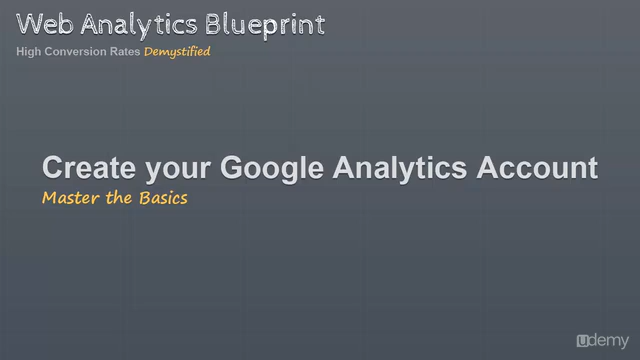 Web Analytics Blueprint
High Conversion Rates Demystified
Create your Google Analytics Account
Master the Basics
udemy